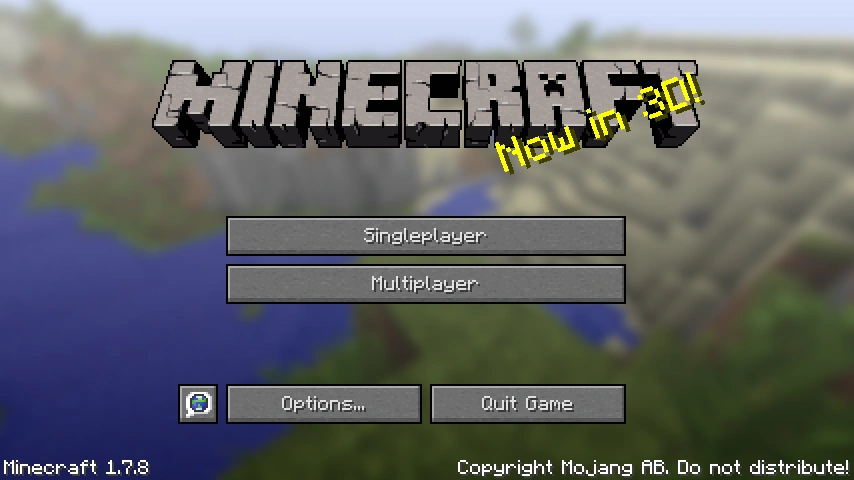 MINECRAFT
Now in 3D!
Singleplayer
Multiplayer
Options...
Quit Game
Minecraft 1.7.8
Copyright Mojang AB. Do not distribute!